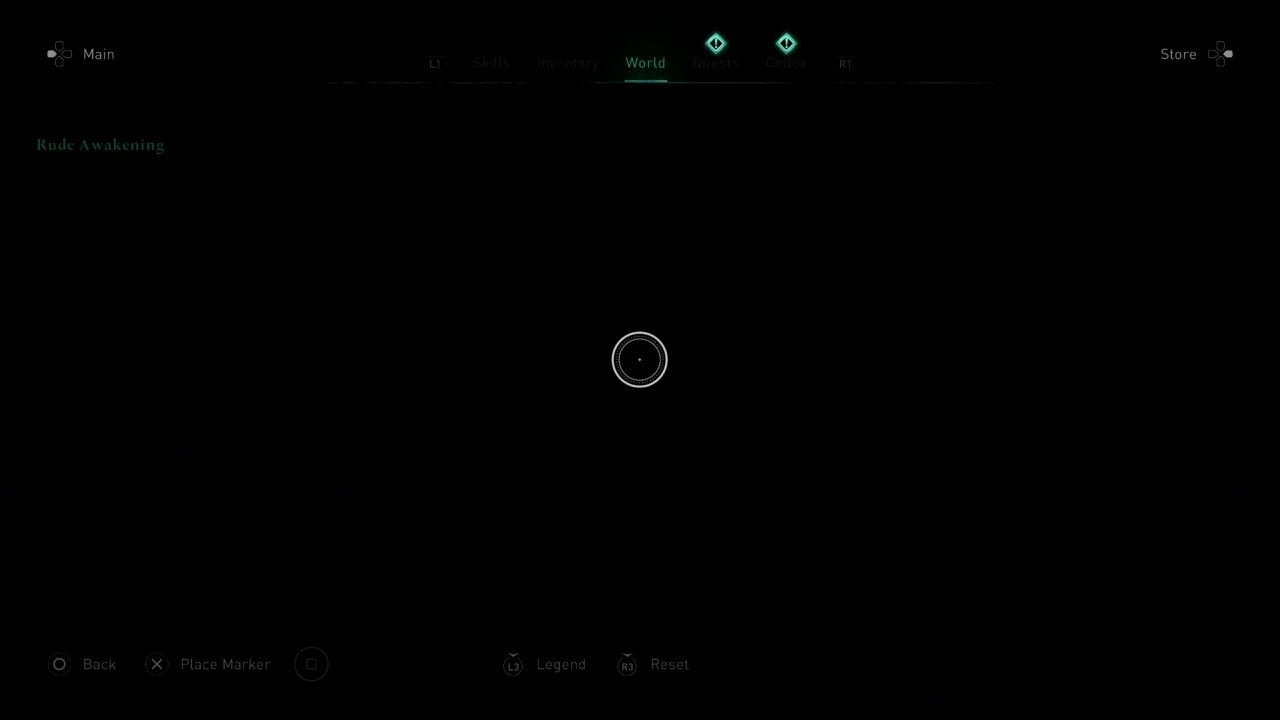 Main
L1 Skills Inventory World Quests Codex R1
Store
Rude Awakening
Back Place Marker L3 Legend R3 Reset